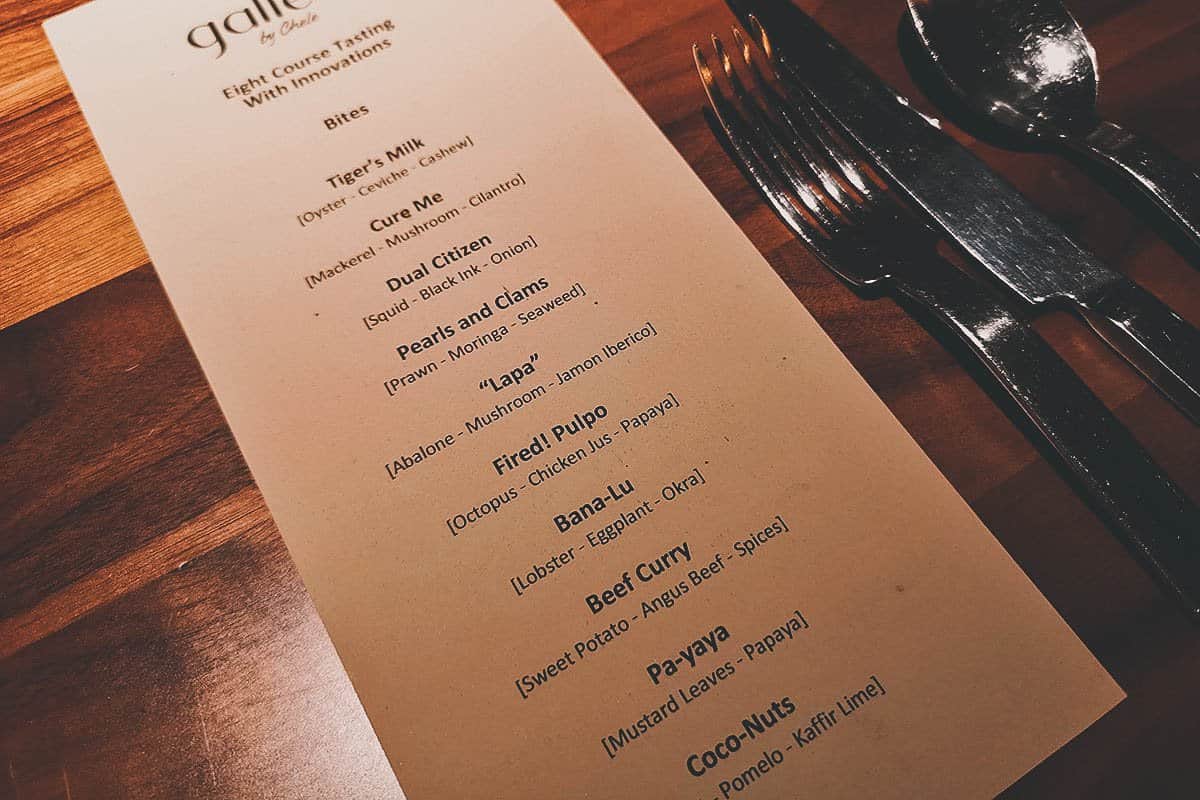 by Chele
Eight Course Tasting
With Innovations
Bites
Tiger's Milk
[Oyster - Ceviche - Cashew]
Cure Me
[Mackerel - Mushroom - Cilantro]
Dual Citizen
[Squid - Black Ink - Onion]
Pearls and Clams
[Prawn - Moringa - Seaweed]
“Lapa”
[Abalone - Mushroom - Jamon Iberico]
Fired! Pulpo
[Octopus - Chicken Jus - Papaya]
Bana-Lu
[Lobster - Eggplant - Okra]
Beef Curry
[Sweet Potato - Angus Beef - Spices]
Pa-yaya
[Mustard Leaves - Papaya]
Coco-Nuts
- Pomelo - Kaffir Lime]